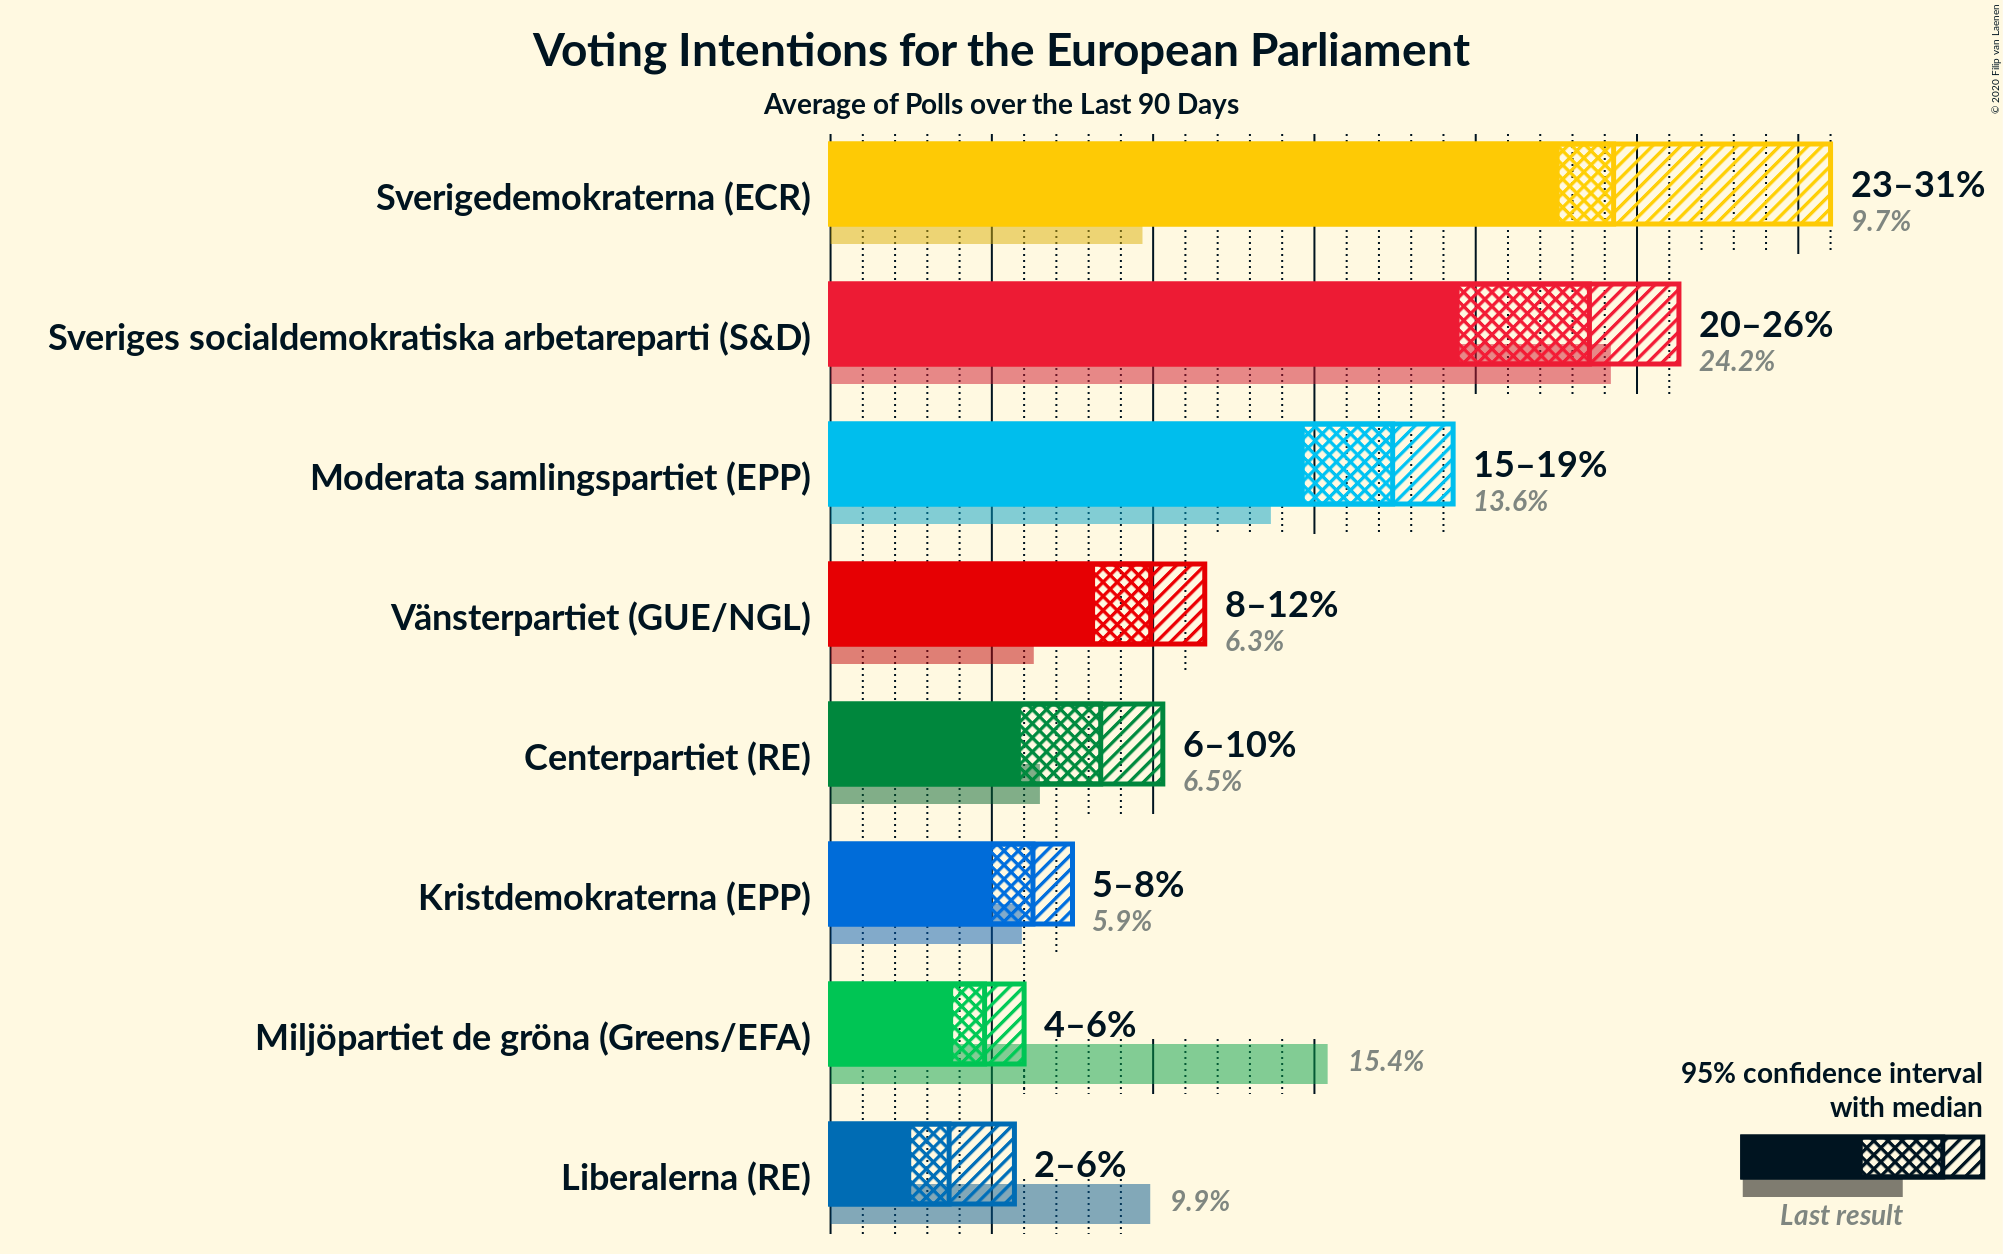 Voting Intentions for the European Parliament
Average of Polls over the Last 90 Days
© 2020 Filip van Laenen
Sverigedemokraterna (ECR)
23–31%
9.7%
Sveriges socialdemokratiska arbetareparti (S&D)
20–26%
24.2%
Moderata samlingspartiet (EPP)
15–19%
13.6%
Vänsterpartiet (GUE/NGL)
8–12%
6.3%
Centerpartiet (RE)
6–10%
6.5%
Kristdemokraterna (EPP)
5–8%
5.9%
Miljöpartiet de gröna (Greens/EFA)
4–6%
15.4%
Liberalerna (RE)
2–6%
9.9%
95% confidence interval
with median
Last result